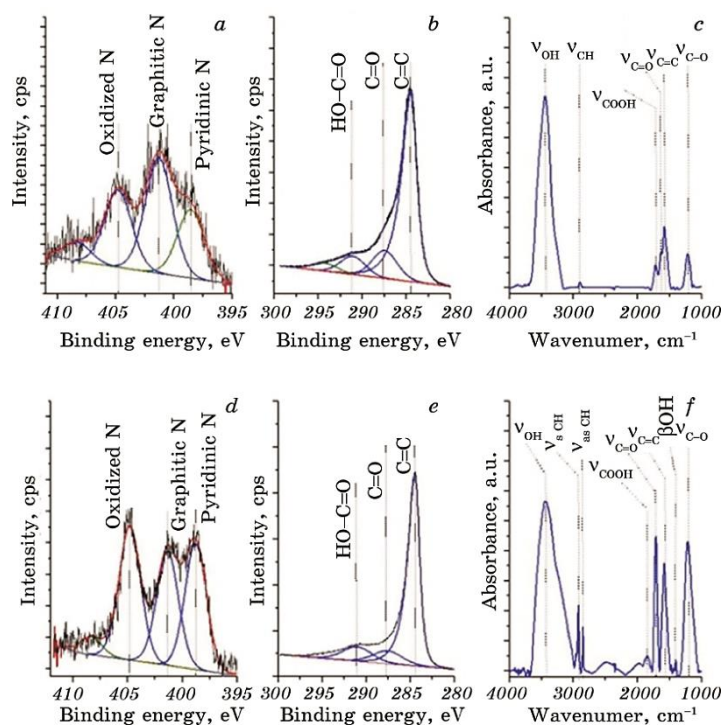 a
Intensity, cps
Oxidized N
Graphitic N
Pyridinic N
410 405 400 395
Binding energy, eV
b
Intensity, cps
HO–C=O
C=O
C=C
300 295 290 285 280
Binding energy, eV
c
Absorbance, a.u.
νOH
νCH
νCOOH
νC=O
νC=C
νC–O
4000 3000 2000 1000
Wavenumer, cm⁻¹
d
Intensity, cps
Oxidized N
Graphitic N
Pyridinic N
410 405 400 395
Binding energy, eV
e
Intensity, cps
HO–C=O
C=O
C=C
300 295 290 285 280
Binding energy, eV
f
Absorbance, a.u.
νOH
νs CH
νas CH
νCOOH
νC=O
νC=C
βOH
νC–O
4000 3000 2000 1000
Wavenumer, cm⁻¹